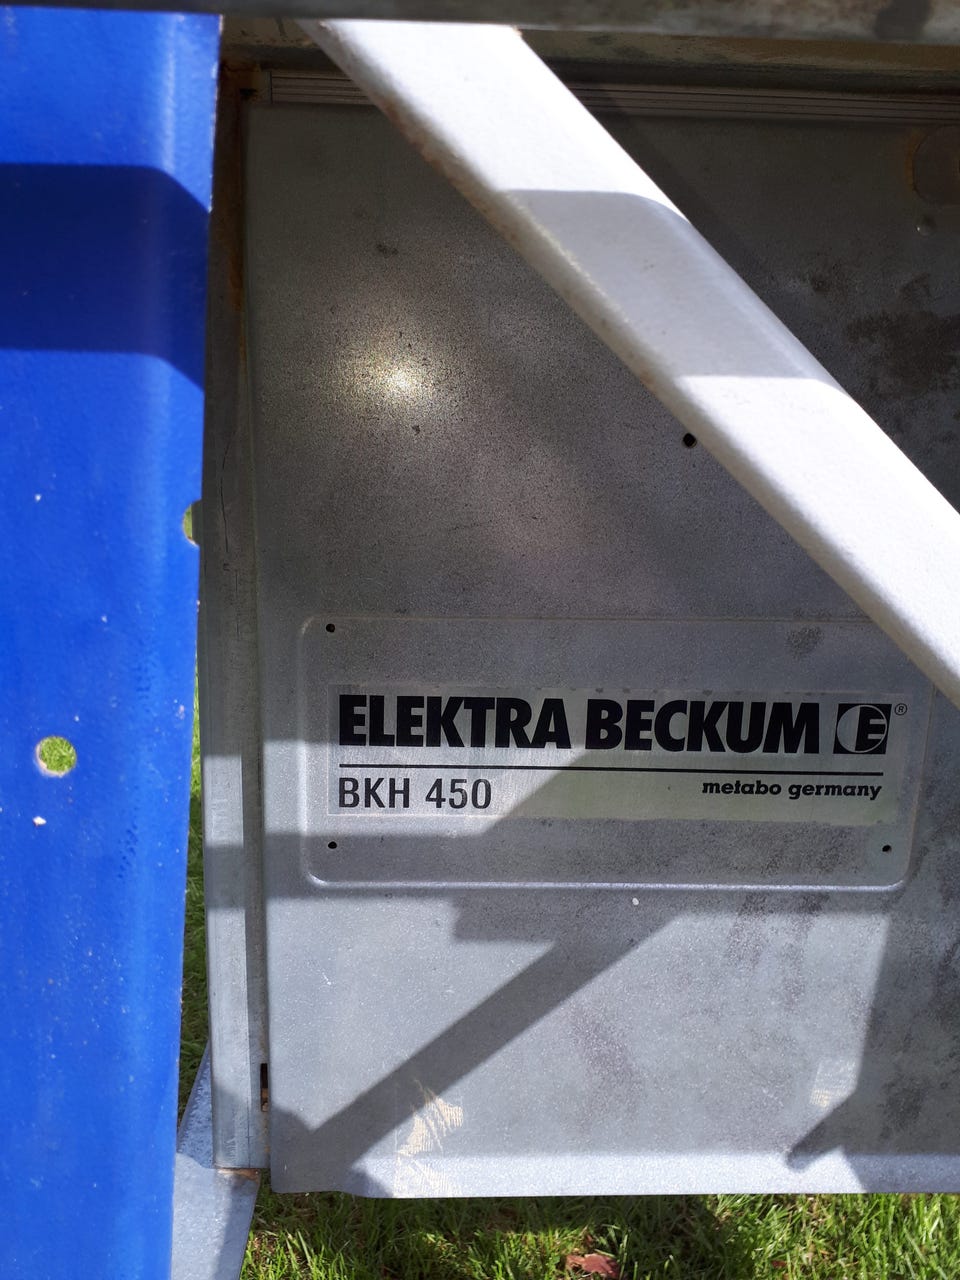 ELEKTRA BECKUM E®
BKH 450
metabo germany